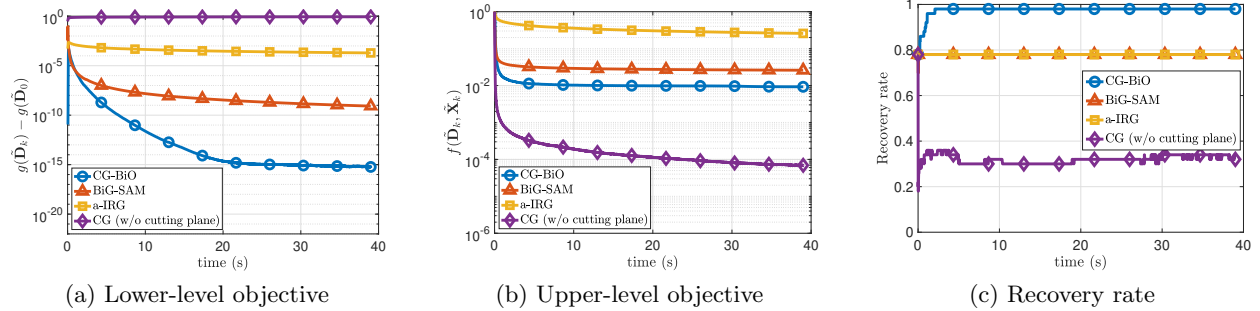 10^0
10^-5
10^-10
10^-15
10^-20
g(D̃_k) − g(D̃_0)
CG-BiO
BiG-SAM
a-IRG
CG (w/o cutting plane)
0 10 20 30 40
time (s)
(a) Lower-level objective
10^0
10^-2
10^-4
10^-6
f(D̃_k, X̃_k)
CG-BiO
BiG-SAM
a-IRG
CG (w/o cutting plane)
0 10 20 30 40
time (s)
(b) Upper-level objective
1
0.8
0.6
0.4
0.2
0
Recovery rate
CG-BiO
BiG-SAM
a-IRG
CG (w/o cutting plane)
0 10 20 30 40
time (s)
(c) Recovery rate